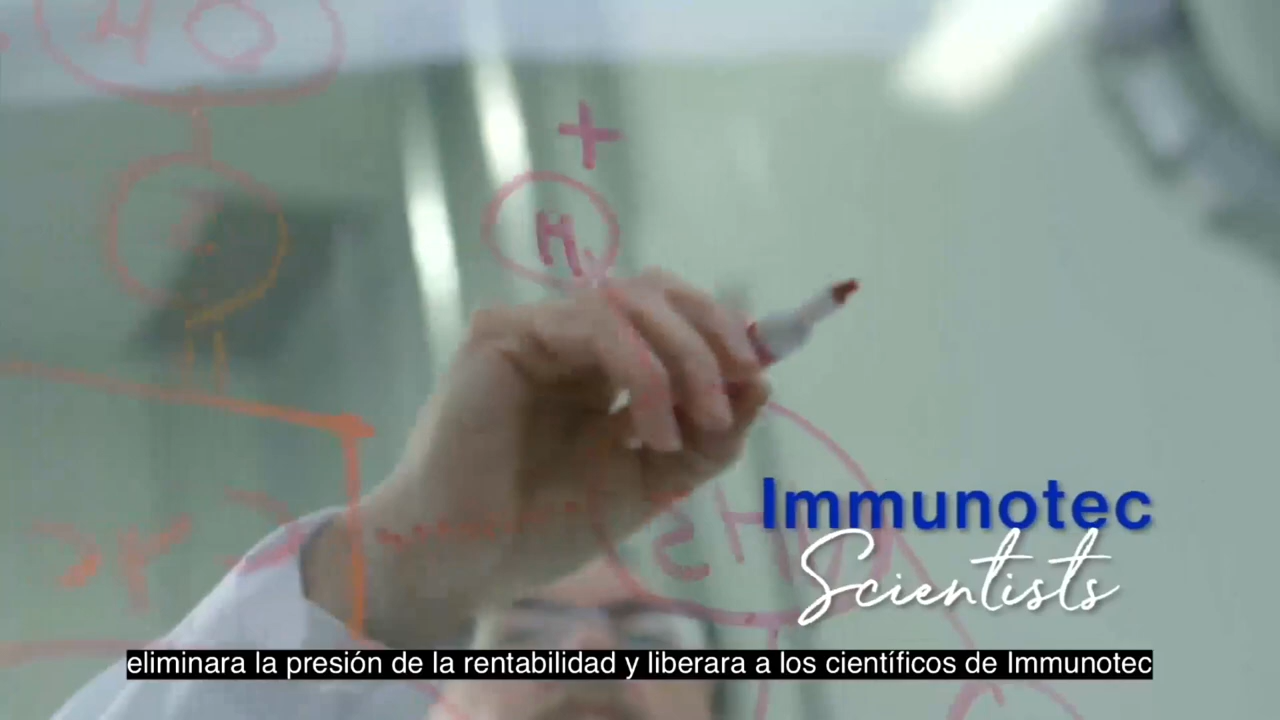 +
H
Immunotec
Scientists
eliminara la presión de la rentabilidad y liberara a los científicos de Immunotec